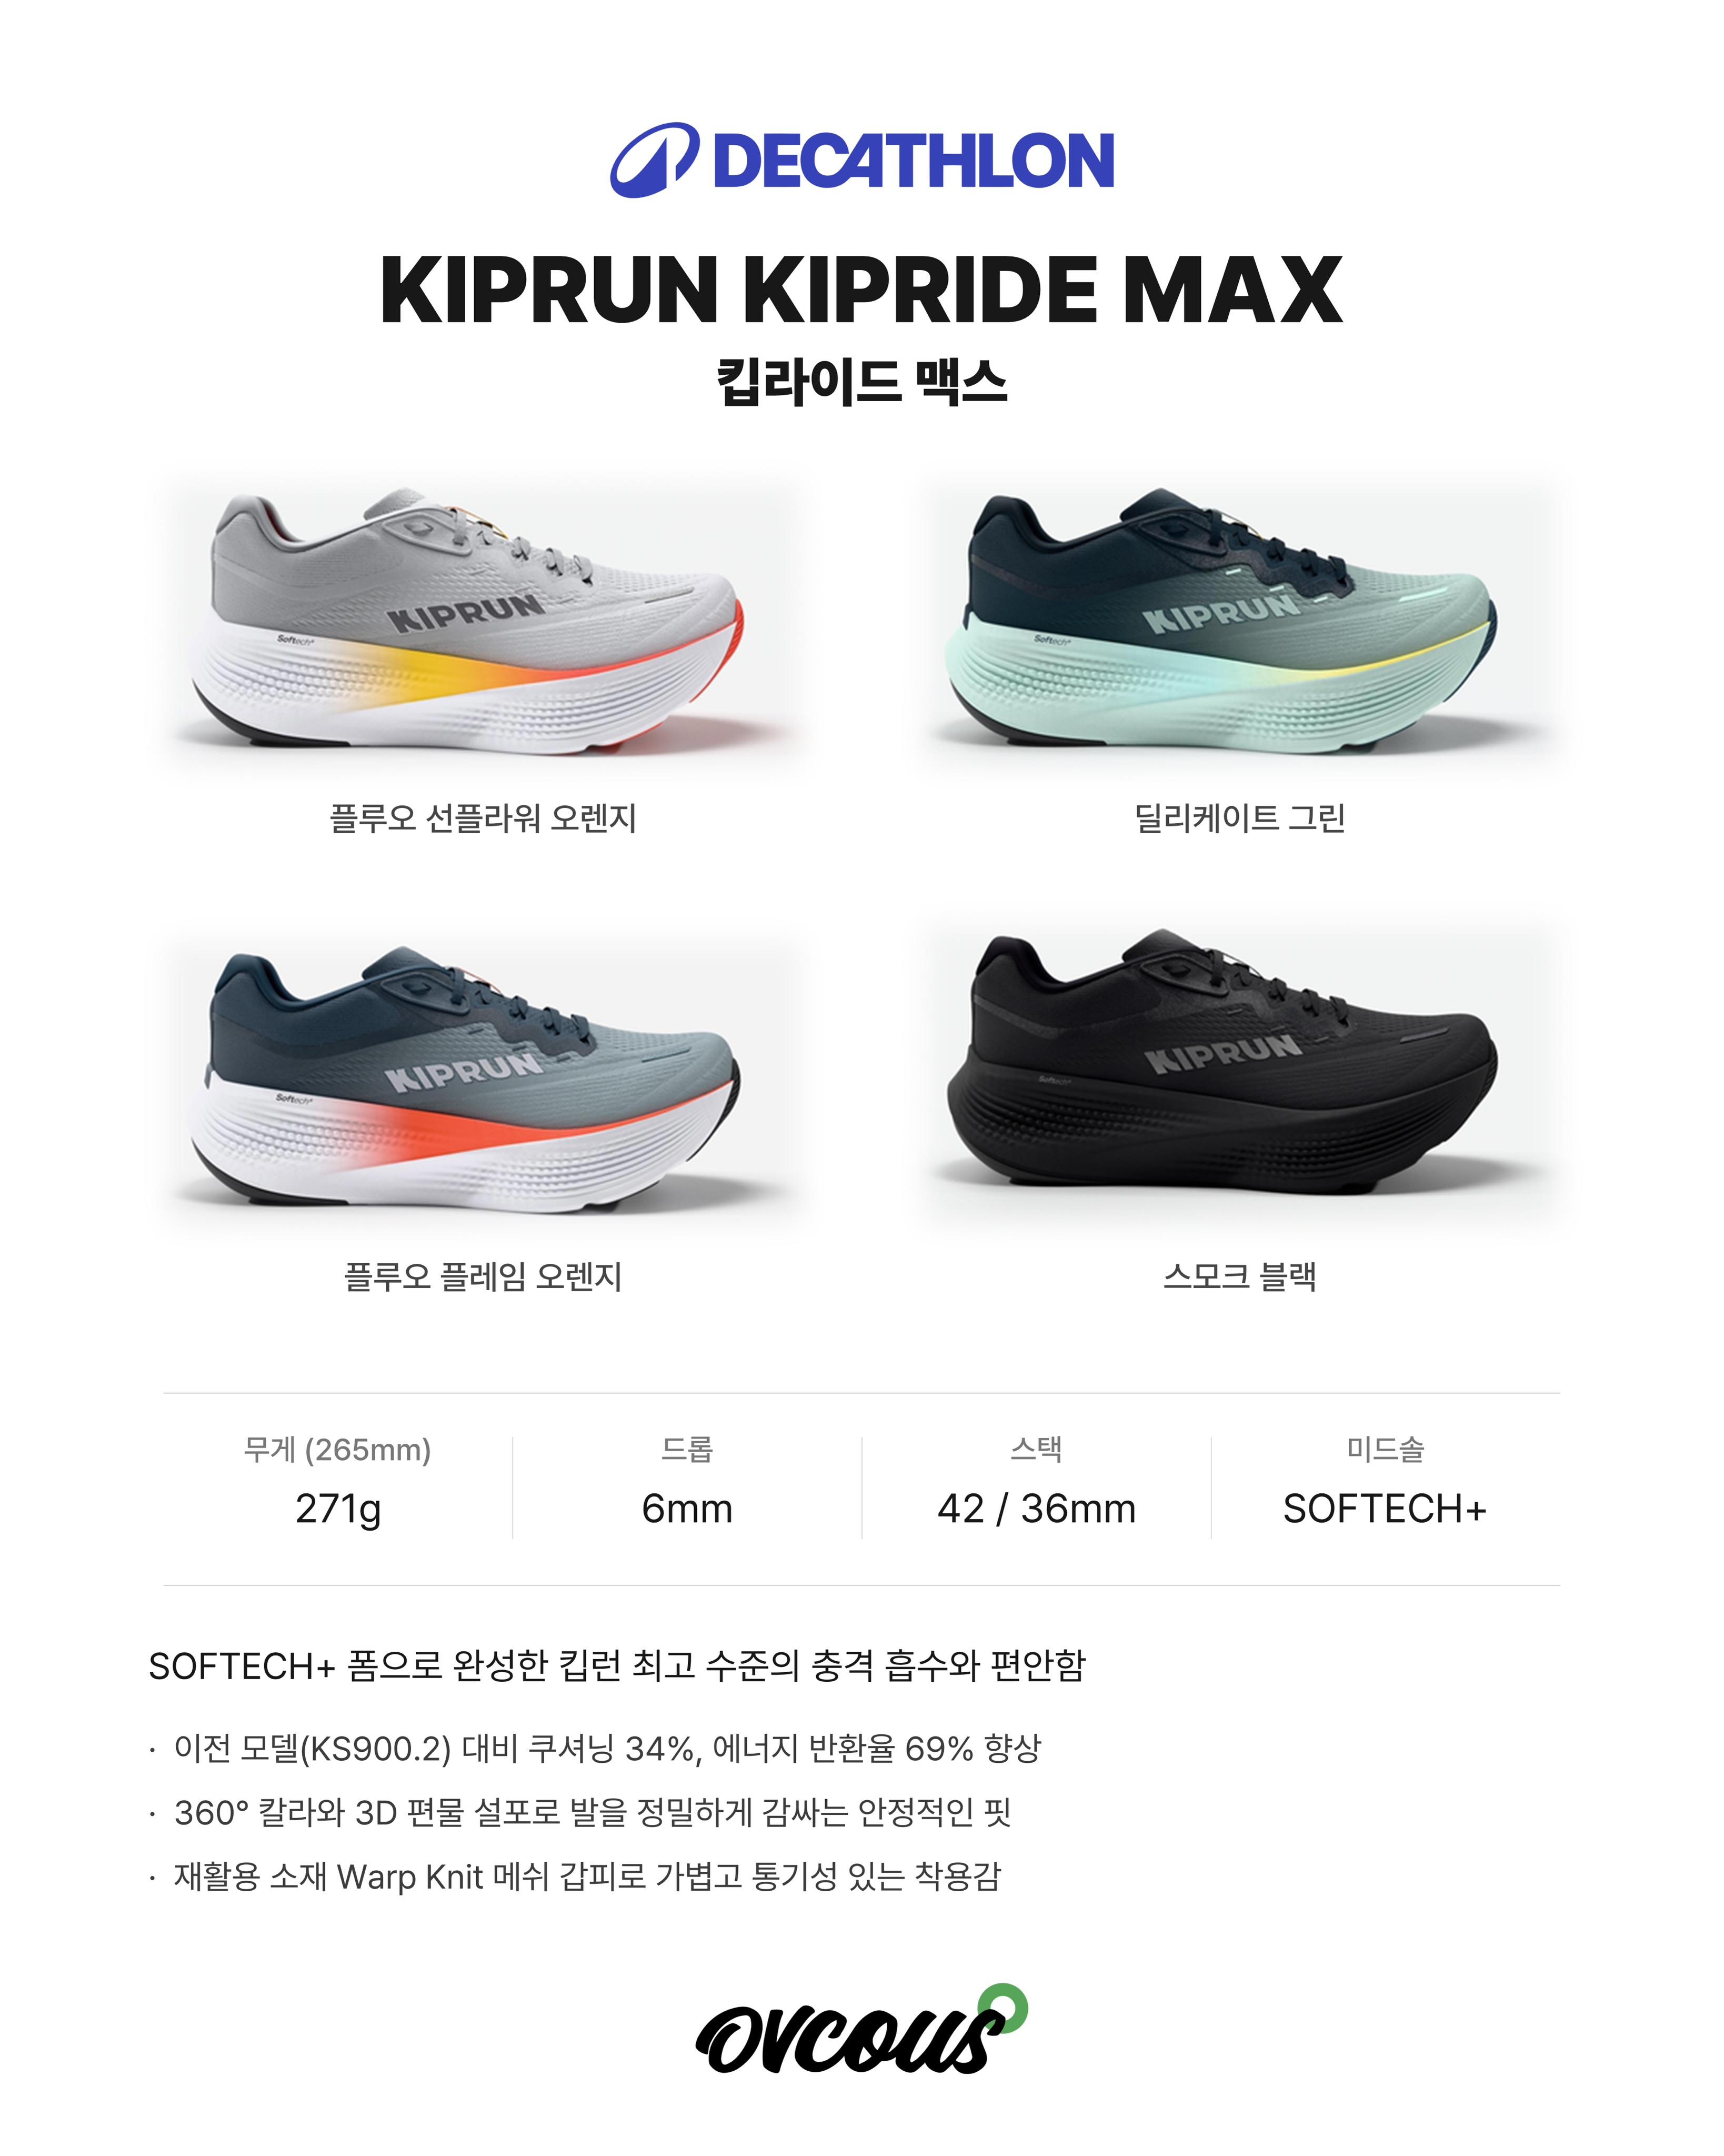 DECATHLON
KIPRUN KIPRIDE MAX
킵라이드 맥스
KIPRUN
Softech+
KIPRUN
Softech+
플루오 선플라워 오렌지
딜리케이트 그린
KIPRUN
Softech+
KIPRUN
Softech+
플루오 플레임 오렌지
스모크 블랙
무게 (265mm)
드롭
스택
미드솔
271g
6mm
42 / 36mm
SOFTECH+
SOFTECH+ 폼으로 완성한 킵런 최고 수준의 충격 흡수와 편안함
· 이전 모델(KS900.2) 대비 쿠셔닝 34%, 에너지 반환율 69% 향상
· 360° 칼라와 3D 편물 설포로 발을 정밀하게 감싸는 안정적인 핏
· 재활용 소재 Warp Knit 메쉬 갑피로 가볍고 통기성 있는 착용감
ovcous